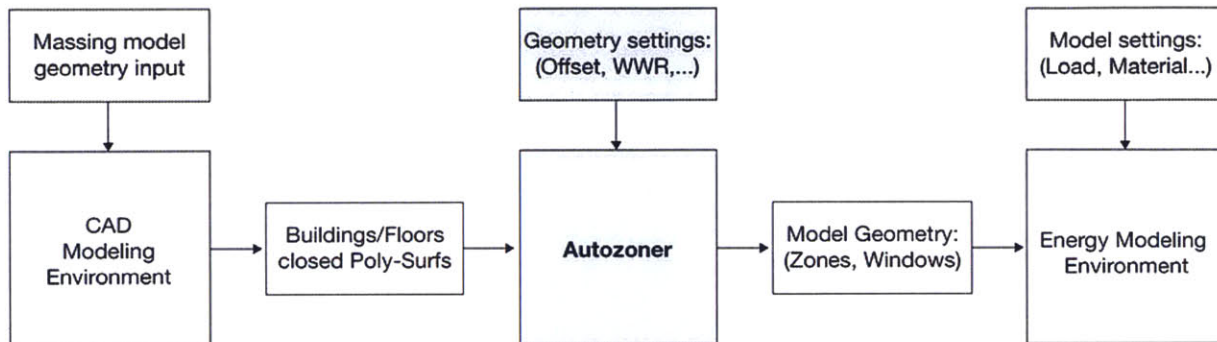 Massing model
geometry input
Geometry settings:
(Offset, WWR,...)
Model settings:
(Load, Material...)
CAD
Modeling
Environment
Buildings/Floors
closed Poly-Surfs
Autozoner
Model Geometry:
(Zones, Windows)
Energy Modeling
Environment